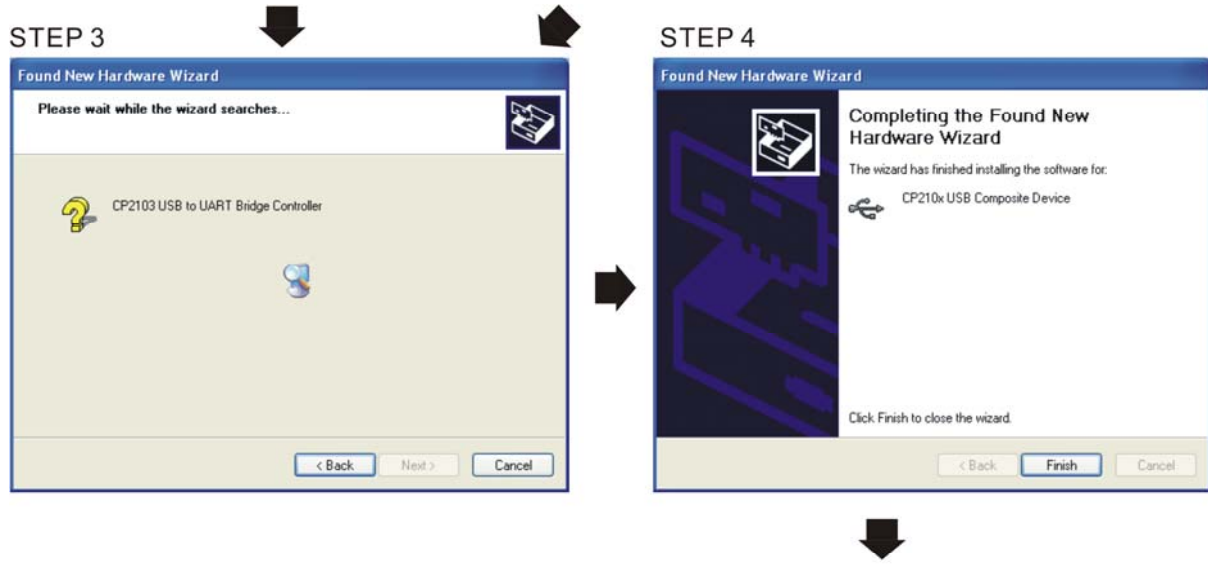 STEP 3
Found New Hardware Wizard
Please wait while the wizard searches...
CP2103 USB to UART Bridge Controller
< Back
Next >
Cancel
STEP 4
Found New Hardware Wizard
Completing the Found New
Hardware Wizard
The wizard has finished installing the software for:
CP210x USB Composite Device
Click Finish to close the wizard.
< Back
Finish
Cancel